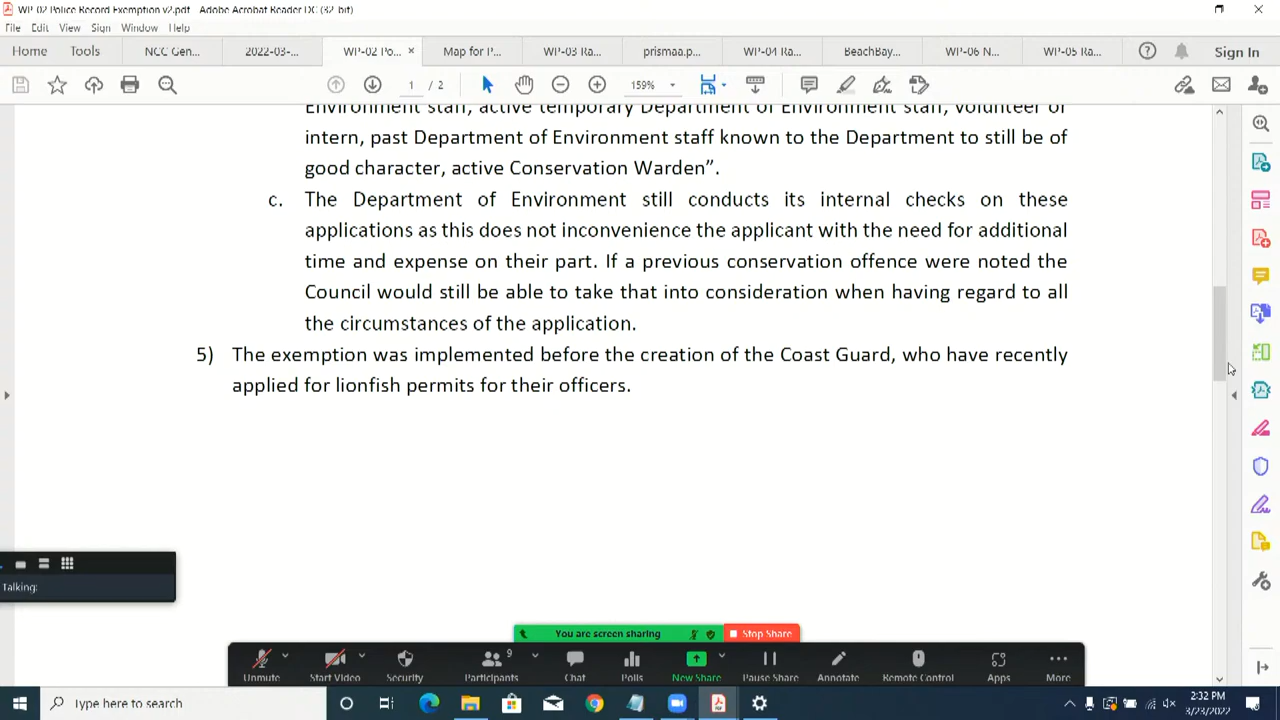 WP-02 Police Record Exemption v2.pdf - Adobe Acrobat Reader DC (32-bit)
File Edit View Sign Window Help
Home Tools NCC Gen... 2022-03-... WP-02 Po... × Map for P... WP-03 Ra... prismaa.p... WP-04 Ra... BeachBay... WP-06 N... WP-05 Ra... Sign In
1 / 2 159%
Environment staff, active temporary Department of Environment staff, volunteer or
intern, past Department of Environment staff known to the Department to still be of
good character, active Conservation Warden”.
c. The Department of Environment still conducts its internal checks on these
applications as this does not inconvenience the applicant with the need for additional
time and expense on their part. If a previous conservation offence were noted the
Council would still be able to take that into consideration when having regard to all
the circumstances of the application.
5) The exemption was implemented before the creation of the Coast Guard, who have recently
applied for lionfish permits for their officers.
Talking:
You are screen sharing Stop Share
9
Unmute Start Video Security Participants Chat Polls New Share Pause Share Annotate Remote Control Apps More
Type here to search
2:32 PM
3/23/2022